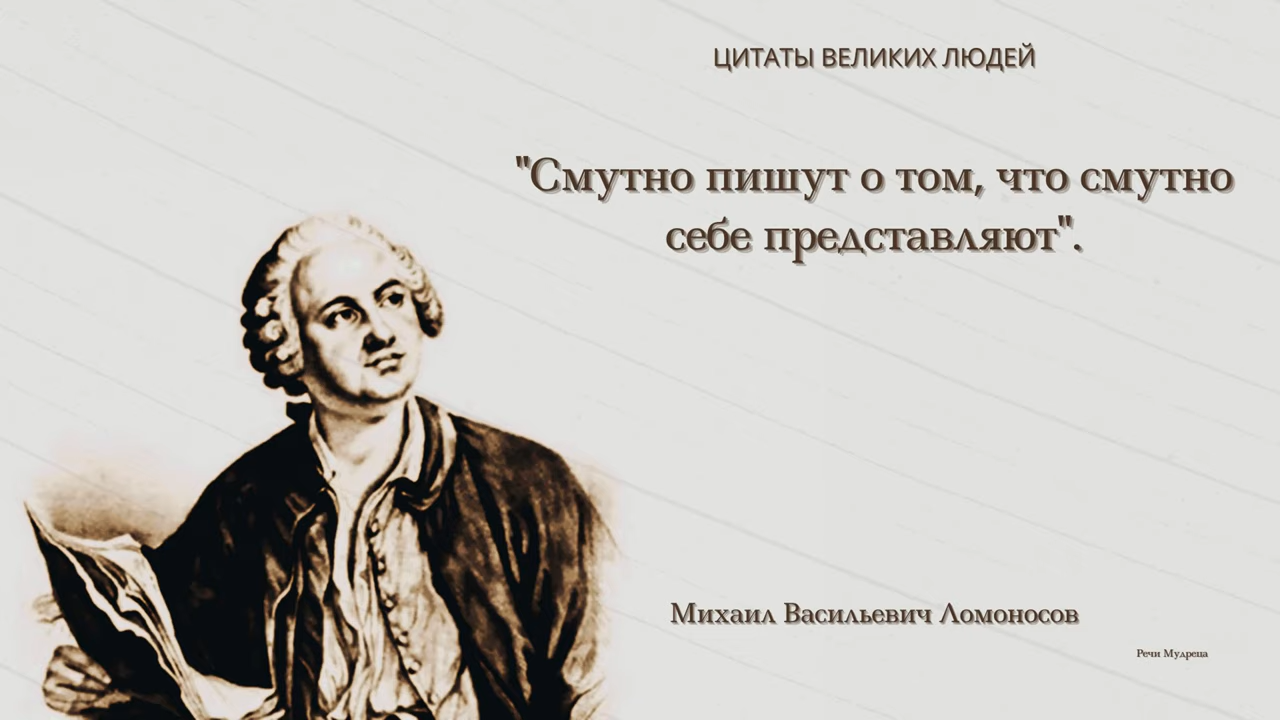 ЦИТАТЫ ВЕЛИКИХ ЛЮДЕЙ
"Смутно пишут о том, что смутно
себе представляют".
Михаил Васильевич Ломоносов
Речи Мудреца